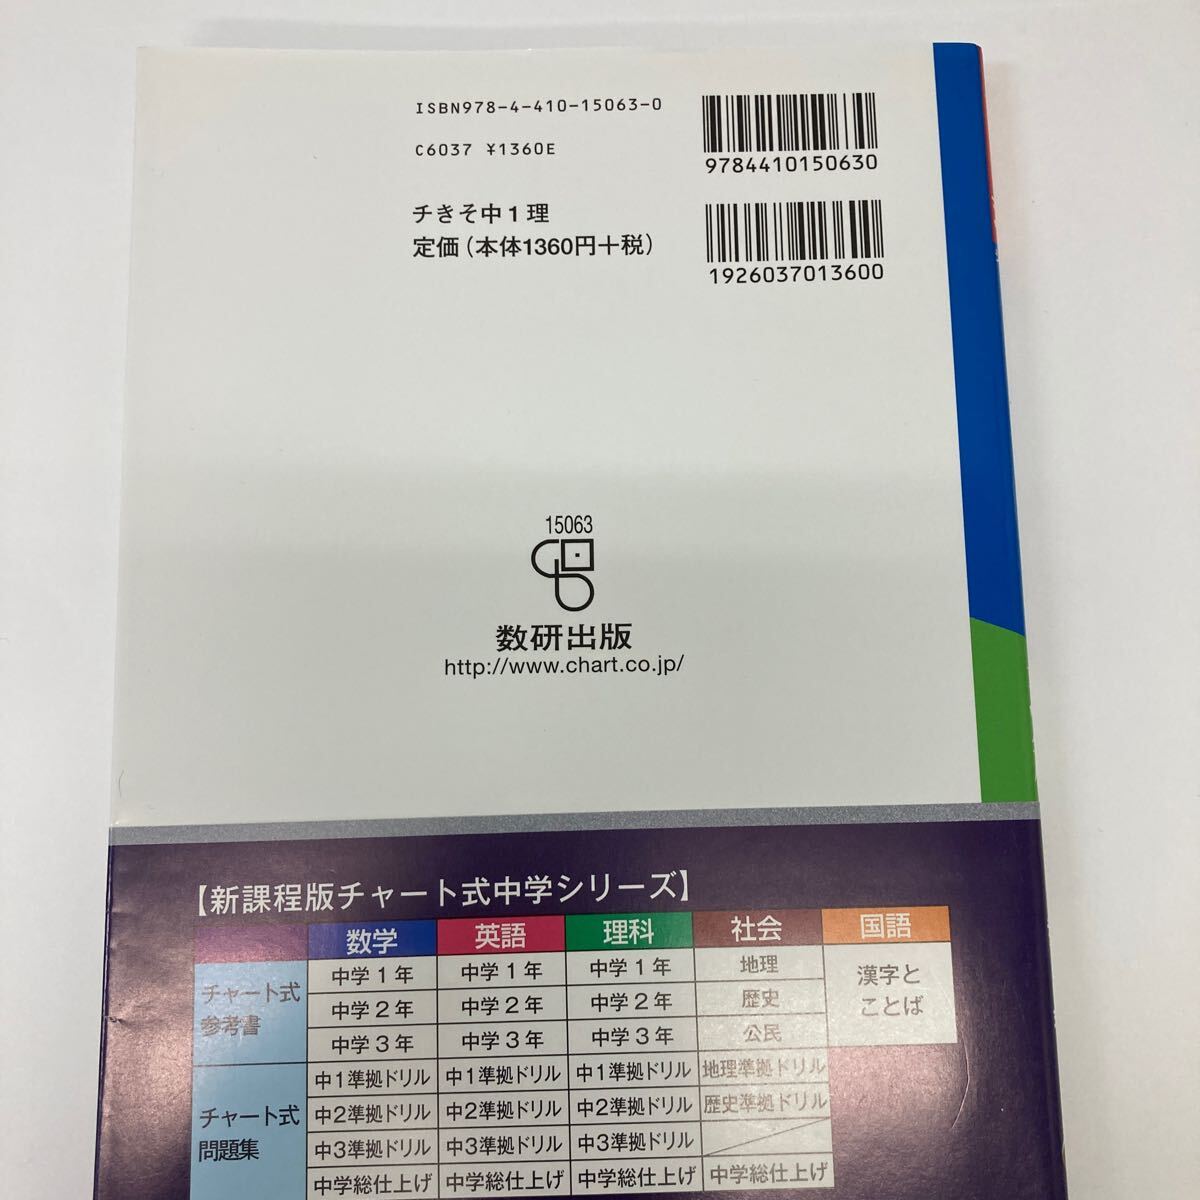 ISBN978-4-410-15063-0
C6037 ¥1360E
9784410150630
チきそ中1理
定価(本体1360円+税)
1926037013600
15063
数研出版
http://www.chart.co.jp/
【新課程版チャート式中学シリーズ】
数学 英語 理科 社会 国語
チャート式
参考書
中学1年 中学1年 中学1年 地理
中学2年 中学2年 中学2年 歴史
中学3年 中学3年 中学3年 公民
漢字と
ことば
チャート式
問題集
中1準拠ドリル 中1準拠ドリル 中1準拠ドリル 地理準拠ドリル
中2準拠ドリル 中2準拠ドリル 中2準拠ドリル 歴史準拠ドリル
中3準拠ドリル 中3準拠ドリル 中3準拠ドリル
中学総仕上げ 中学総仕上げ 中学総仕上げ 中学総仕上げ